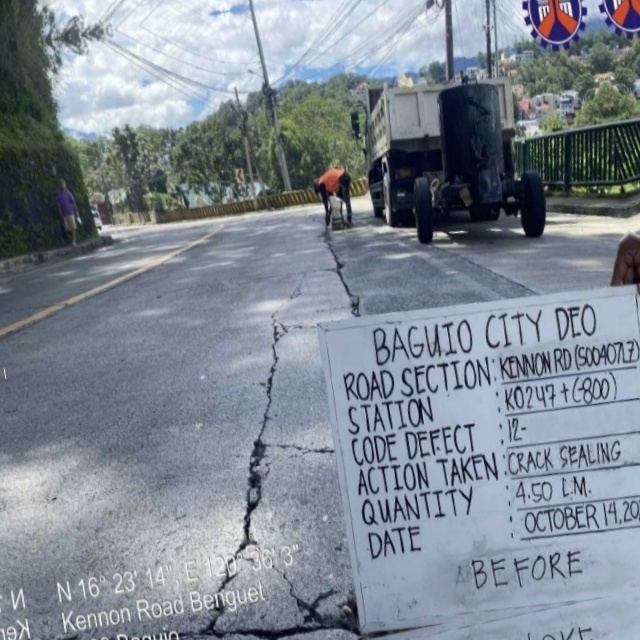 BAGUIO CITY DEO
ROAD SECTION : KENNON RD (S00407LZ)
STATION : K0247 + (-800)
CODE DEFECT : 12-
ACTION TAKEN : CRACK SEALING
QUANTITY : 4.50 L.M.
DATE : OCTOBER 14, 20
BEFORE
N 16° 23' 14", E 120° 36' 3"
Kennon Road Benguet
Baguio